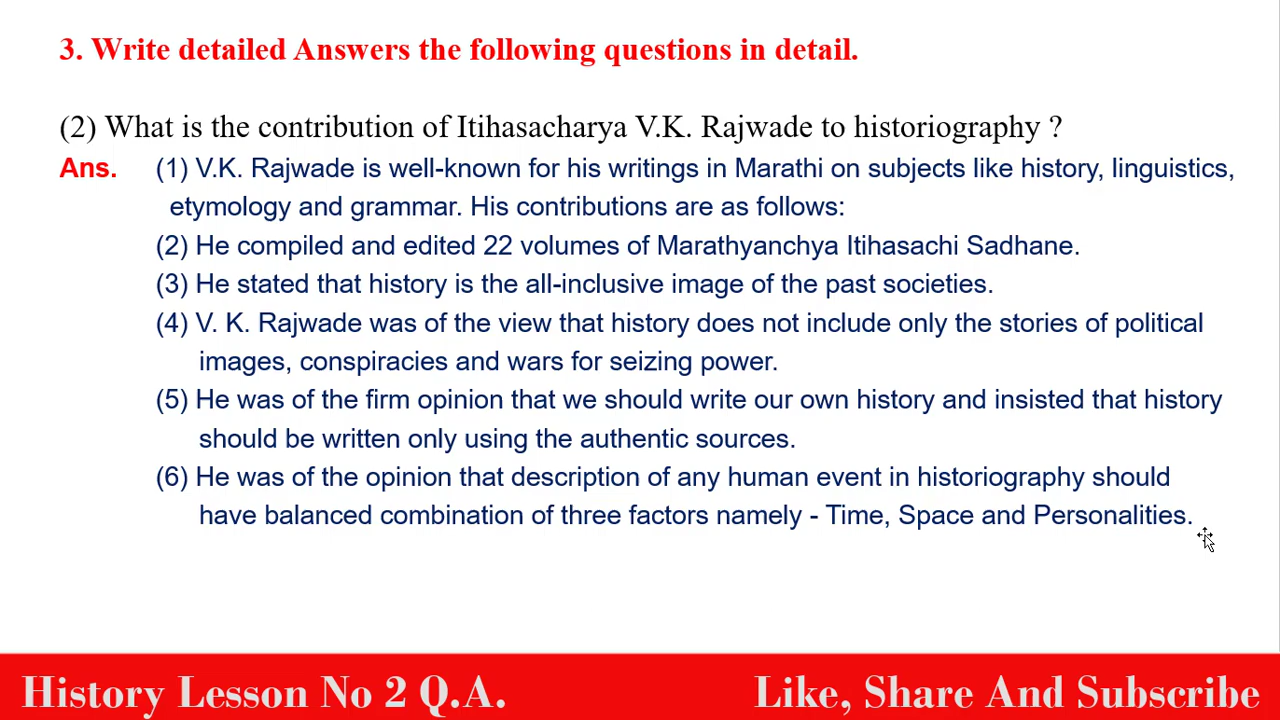 3. Write detailed Answers the following questions in detail.
(2) What is the contribution of Itihasacharya V.K. Rajwade to historiography ?
Ans. (1) V.K. Rajwade is well-known for his writings in Marathi on subjects like history, linguistics,
etymology and grammar. His contributions are as follows:
(2) He compiled and edited 22 volumes of Marathyanchya Itihasachi Sadhane.
(3) He stated that history is the all-inclusive image of the past societies.
(4) V. K. Rajwade was of the view that history does not include only the stories of political
images, conspiracies and wars for seizing power.
(5) He was of the firm opinion that we should write our own history and insisted that history
should be written only using the authentic sources.
(6) He was of the opinion that description of any human event in historiography should
have balanced combination of three factors namely - Time, Space and Personalities.
History Lesson No 2 Q.A. Like, Share And Subscribe